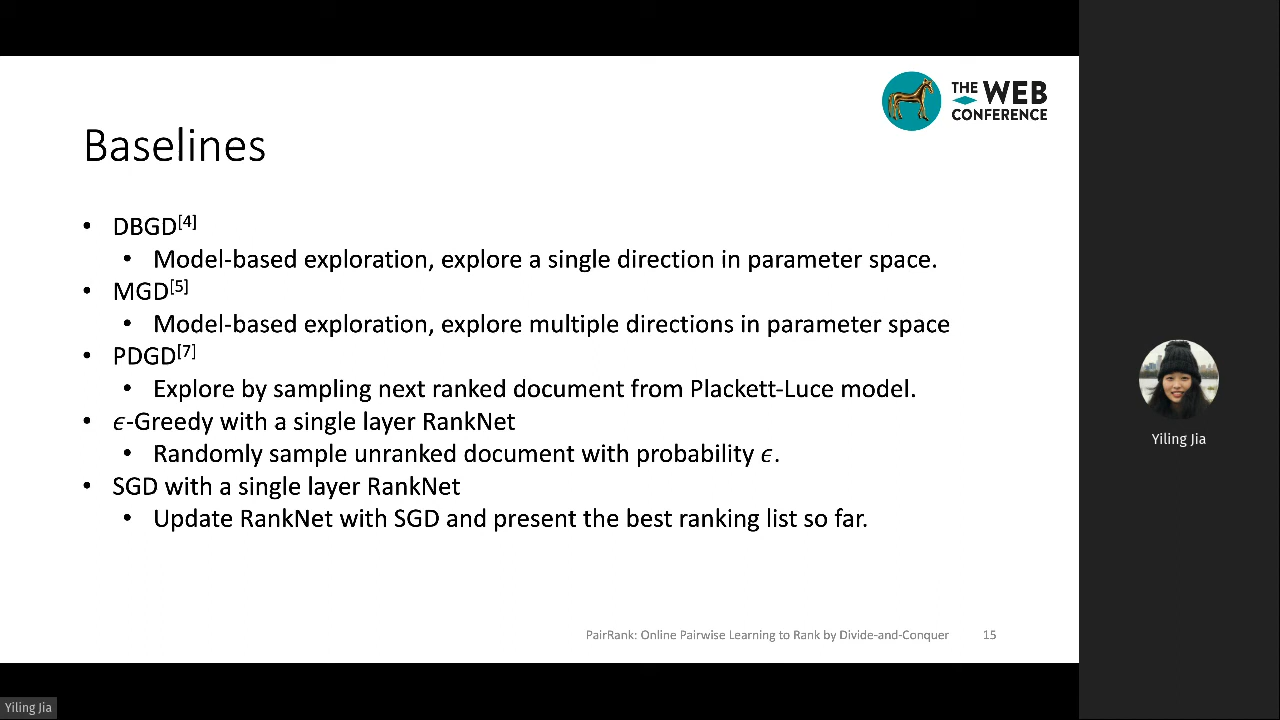 THE WEB
CONFERENCE
Baselines
• DBGD[4]
• Model-based exploration, explore a single direction in parameter space.
• MGD[5]
• Model-based exploration, explore multiple directions in parameter space
• PDGD[7]
• Explore by sampling next ranked document from Plackett-Luce model.
• ϵ-Greedy with a single layer RankNet
• Randomly sample unranked document with probability ϵ.
• SGD with a single layer RankNet
• Update RankNet with SGD and present the best ranking list so far.
PairRank: Online Pairwise Learning to Rank by Divide-and-Conquer 15
Yiling Jia
Yiling Jia